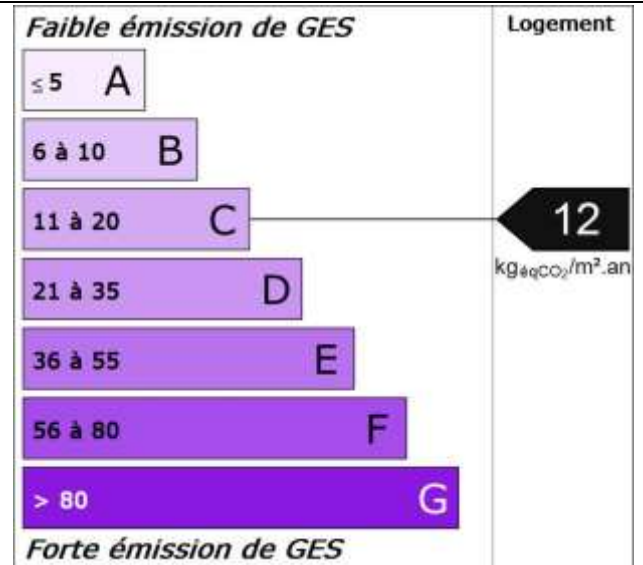 Faible émission de GES
Logement
≤ 5 A
6 à 10 B
11 à 20 C
12
kgéqCO₂/m².an
21 à 35 D
36 à 55 E
56 à 80 F
> 80 G
Forte émission de GES